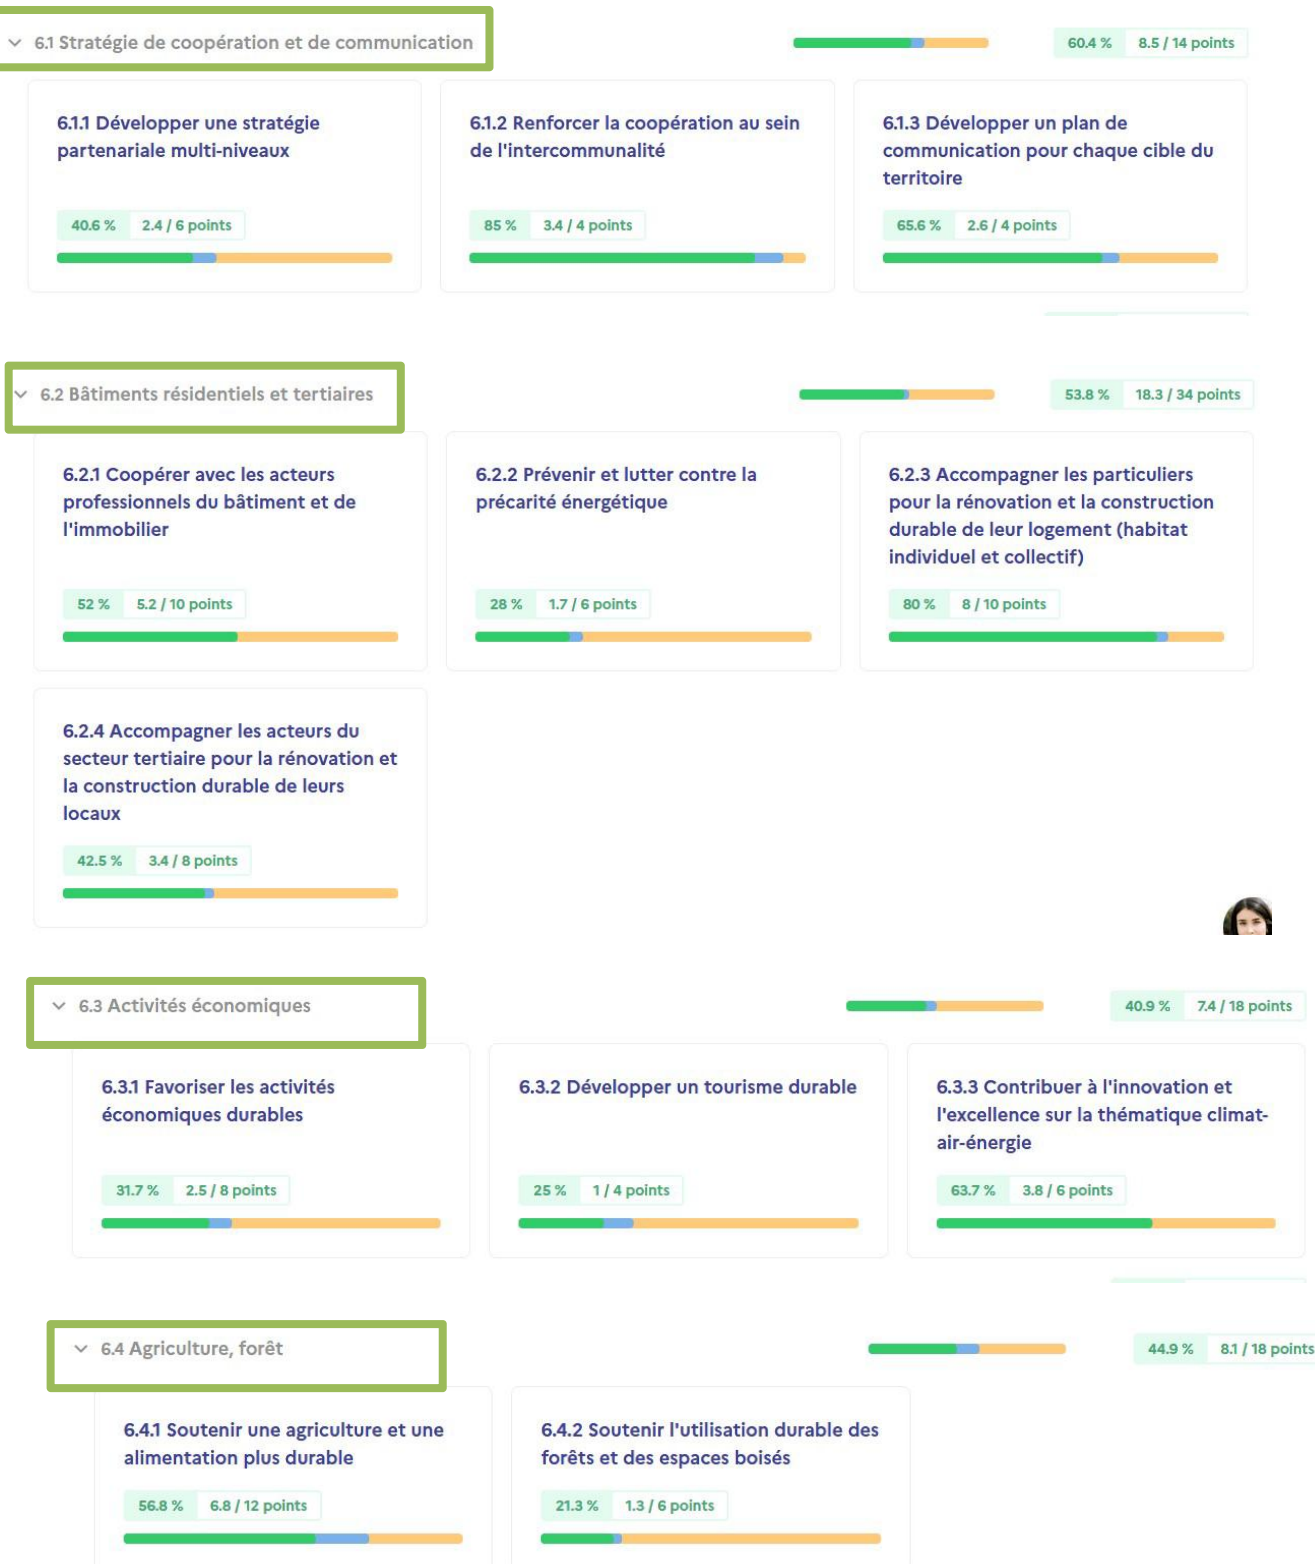 6.1 Stratégie de coopération et de communication
60.4 % 8.5 / 14 points
6.1.1 Développer une stratégie
partenariale multi-niveaux
40.6 % 2.4 / 6 points
6.1.2 Renforcer la coopération au sein
de l'intercommunalité
85 % 3.4 / 4 points
6.1.3 Développer un plan de
communication pour chaque cible du
territoire
65.6 % 2.6 / 4 points
6.2 Bâtiments résidentiels et tertiaires
53.8 % 18.3 / 34 points
6.2.1 Coopérer avec les acteurs
professionnels du bâtiment et de
l'immobilier
52 % 5.2 / 10 points
6.2.2 Prévenir et lutter contre la
précarité énergétique
28 % 1.7 / 6 points
6.2.3 Accompagner les particuliers
pour la rénovation et la construction
durable de leur logement (habitat
individuel et collectif)
80 % 8 / 10 points
6.2.4 Accompagner les acteurs du
secteur tertiaire pour la rénovation et
la construction durable de leurs
locaux
42.5 % 3.4 / 8 points
6.3 Activités économiques
40.9 % 7.4 / 18 points
6.3.1 Favoriser les activités
économiques durables
31.7 % 2.5 / 8 points
6.3.2 Développer un tourisme durable
25 % 1 / 4 points
6.3.3 Contribuer à l'innovation et
l'excellence sur la thématique climat-
air-énergie
63.7 % 3.8 / 6 points
6.4 Agriculture, forêt
44.9 % 8.1 / 18 points
6.4.1 Soutenir une agriculture et une
alimentation plus durable
56.8 % 6.8 / 12 points
6.4.2 Soutenir l'utilisation durable des
forêts et des espaces boisés
21.3 % 1.3 / 6 points